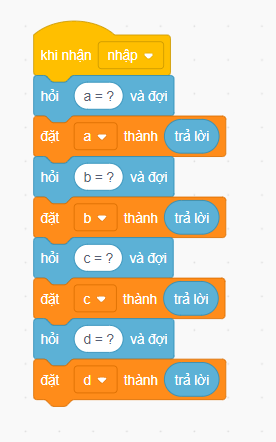 khi nhận nhập
hỏi a = ? và đợi
đặt a thành trả lời
hỏi b = ? và đợi
đặt b thành trả lời
hỏi c = ? và đợi
đặt c thành trả lời
hỏi d = ? và đợi
đặt d thành trả lời